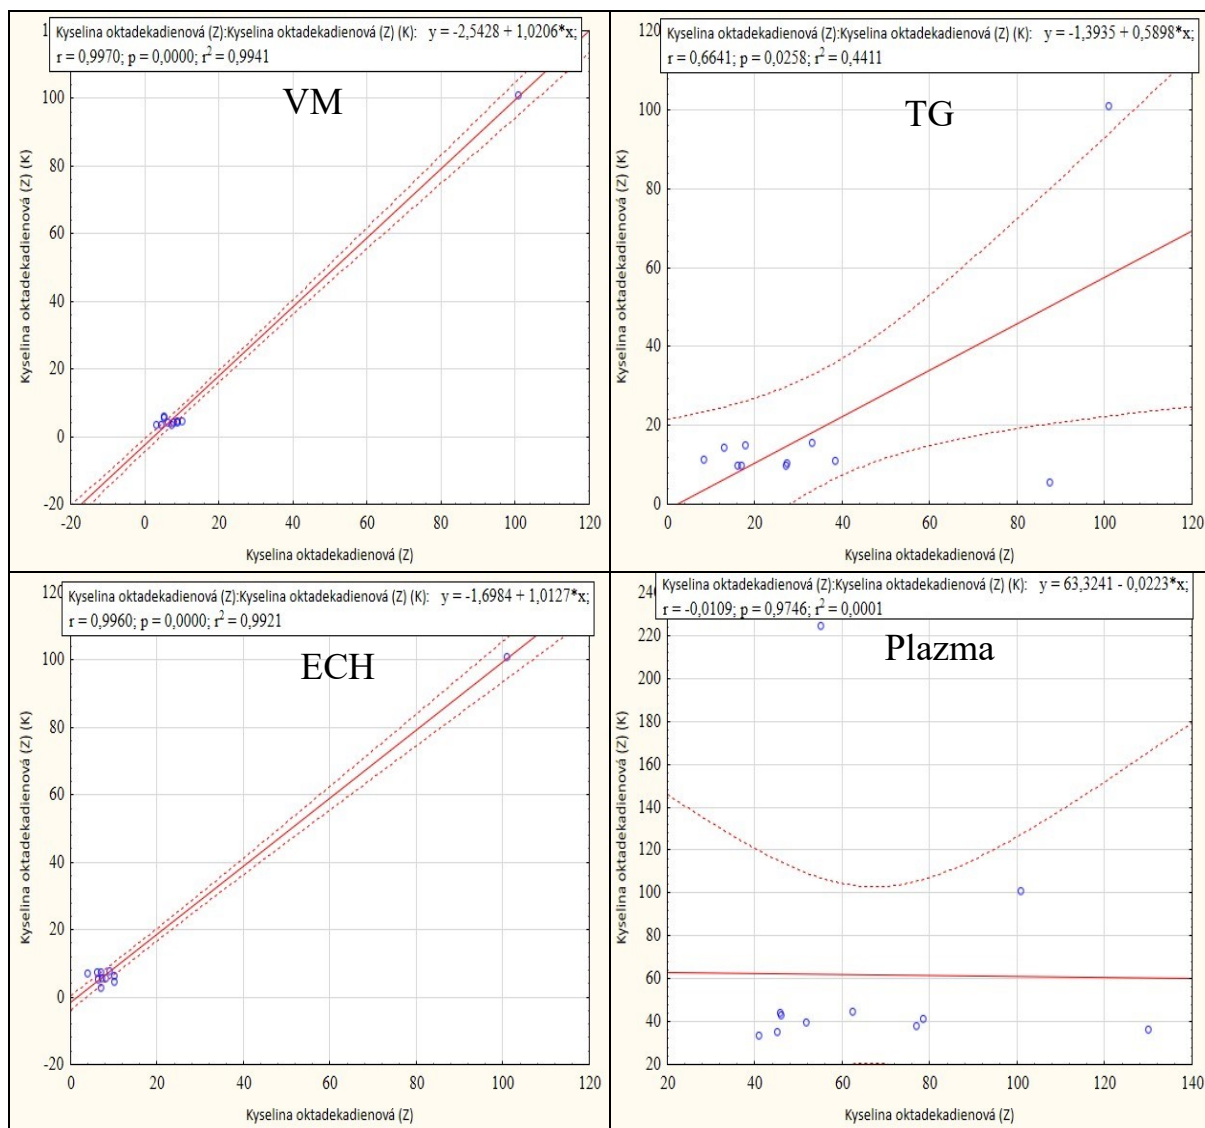 Kyselina oktadekadienová (Z):Kyselina oktadekadienová (Z) (K): y = -2,5428 + 1,0206*x;
r = 0,9970; p = 0,0000; r² = 0,9941
VM
100
80
60
40
20
0
-20
-20 0 20 40 60 80 100 120
Kyselina oktadekadienová (Z) (K)
Kyselina oktadekadienová (Z)
120
Kyselina oktadekadienová (Z):Kyselina oktadekadienová (Z) (K): y = -1,3935 + 0,5898*x;
r = 0,6641; p = 0,0258; r² = 0,4411
TG
100
80
60
40
20
0
0 20 40 60 80 100 120
Kyselina oktadekadienová (Z) (K)
Kyselina oktadekadienová (Z)
Kyselina oktadekadienová (Z):Kyselina oktadekadienová (Z) (K): y = -1,6984 + 1,0127*x;
r = 0,9960; p = 0,0000; r² = 0,9921
ECH
100
80
60
40
20
0
-20
0 20 40 60 80 100 120
Kyselina oktadekadienová (Z) (K)
Kyselina oktadekadienová (Z)
Kyselina oktadekadienová (Z):Kyselina oktadekadienová (Z) (K): y = 63,3241 - 0,0223*x;
r = -0,0109; p = 0,9746; r² = 0,0001
Plazma
220
200
180
160
140
120
100
80
60
40
20
20 40 60 80 100 120 140
Kyselina oktadekadienová (Z) (K)
Kyselina oktadekadienová (Z)